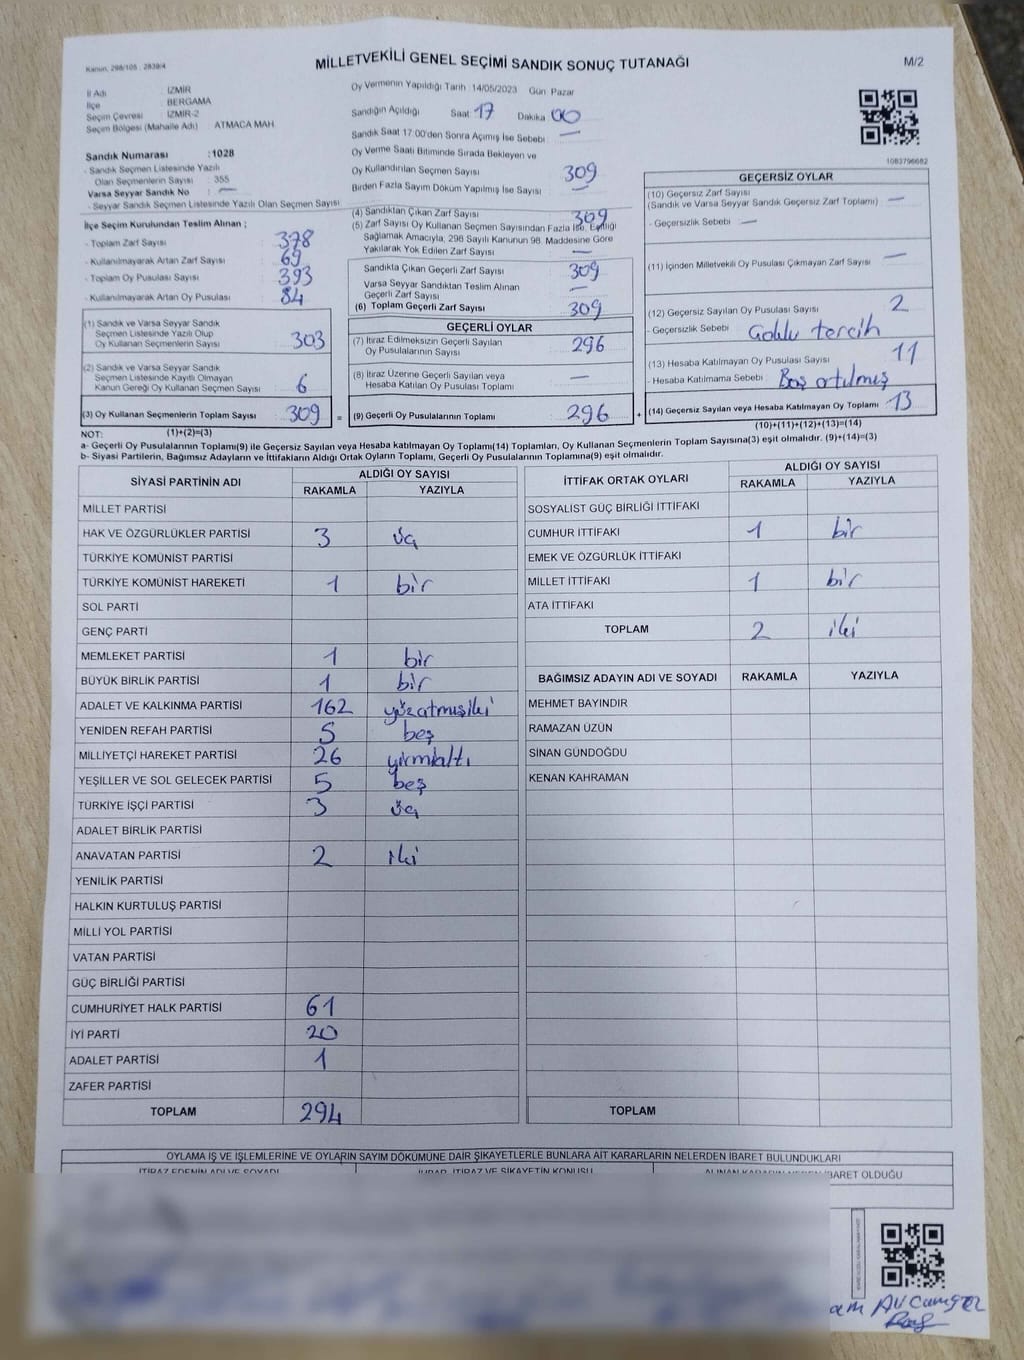 Kanun, 298/105 : 2839/4
MİLLETVEKİLİ GENEL SEÇİMİ SANDIK SONUÇ TUTANAĞI
M/2
İl Adı : İZMİR
İlçe : BERGAMA
Seçim Çevresi : İZMİR-2
Seçim Bölgesi (Mahalle Adı) ATMACA MAH.
Sandık Numarası :1028
- Sandık Seçmen Listesinde Yazılı
Olan Seçmenlerin Sayısı : 355
Varsa Seyyar Sandık No : —
- Seyyar Sandık Seçmen Listesinde Yazılı Olan Seçmen Sayısı
Oy Vermenin Yapıldığı Tarih 14/05/2023 Gün Pazar
Sandığın Açıldığı Saat 17 Dakika 00
Sandık Saat 17:00'den Sonra Açılmış İse Sebebi : —
Oy Verme Saati Bitiminde Sırada Bekleyen ve
Oy Kullandırılan Seçmen Sayısı 309
Birden Fazla Sayım Döküm Yapılmış İse Sayısı —
1083796682
İlçe Seçim Kurulundan Teslim Alınan ;
- Toplam Zarf Sayısı : 378
- Kullanılmayarak Artan Zarf Sayısı : 69
- Toplam Oy Pusulası Sayısı : 393
- Kullanılmayarak Artan Oy Pusulası : 84
(1) Sandık ve Varsa Seyyar Sandık
Seçmen Listesinde Yazılı Olup
Oy Kullanan Seçmenlerin Sayısı 303
(2) Sandık ve Varsa Seyyar Sandık
Seçmen Listesinde Kayıtlı Olmayan
Kanun Gereği Oy Kullanan Seçmen Sayısı 6
(3) Oy Kullanan Seçmenlerin Toplam Sayısı 309 =
(4) Sandıktan Çıkan Zarf Sayısı 309
(5) Zarf Sayısı Oy Kullanan Seçmen Sayısından Fazla İse, Eşitliği
Sağlamak Amacıyla, 298 Sayılı Kanunun 98. Maddesine Göre
Yakılarak Yok Edilen Zarf Sayısı —
Sandıkta Çıkan Geçerli Zarf Sayısı 309
Varsa Seyyar Sandıktan Teslim Alınan
Geçerli Zarf Sayısı —
(6) Toplam Geçerli Zarf Sayısı 309
GEÇERLİ OYLAR
(7) İtiraz Edilmeksizin Geçerli Sayılan
Oy Pusulalarının Sayısı 296
(8) İtiraz Üzerine Geçerli Sayılan veya
Hesaba Katılan Oy Pusulası Toplamı —
(9) Geçerli Oy Pusulalarının Toplamı 296 +
GEÇERSİZ OYLAR
(10) Geçersiz Zarf Sayısı
(Sandık ve Varsa Seyyar Sandık Geçersiz Zarf Toplamı) —
- Geçersizlik Sebebi : —
(11) İçinden Milletvekili Oy Pusulası Çıkmayan Zarf Sayısı —
(12) Geçersiz Sayılan Oy Pusulası Sayısı 2
- Geçersizlik Sebebi : tercih
(13) Hesaba Katılmayan Oy Pusulası Sayısı 11
- Hesaba Katılmama Sebebi : Boş
(14) Geçersiz Sayılan veya Hesaba Katılmayan Oy Toplamı 13
NOT: (1)+(2)=(3)
(10)+(11)+(12)+(13)=(14)
a- Geçerli Oy Pusulalarının Toplamı(9) ile Geçersiz Sayılan veya Hesaba katılmayan Oy Toplamı(14) Toplamları, Oy Kullanan Seçmenlerin Toplam Sayısına(3) eşit olmalıdır. (9)+(14)=(3)
b- Siyasi Partilerin, Bağımsız Adayların ve İttifakların Aldığı Ortak Oyların Toplamı, Geçerli Oy Pusulalarının Toplamına(9) eşit olmalıdır.
SİYASİ PARTİNİN ADI ALDIĞI OY SAYISI
RAKAMLA YAZIYLA
MİLLET PARTİSİ
HAK VE ÖZGÜRLÜKLER PARTİSİ 3 üç
TÜRKİYE KOMÜNİST PARTİSİ
TÜRKİYE KOMÜNİST HAREKETİ 1 bir
SOL PARTİ
GENÇ PARTİ
MEMLEKET PARTİSİ 1 bir
BÜYÜK BİRLİK PARTİSİ 1 bir
ADALET VE KALKINMA PARTİSİ 162 yüzatmışiki
YENİDEN REFAH PARTİSİ 5 beş
MİLLİYETÇİ HAREKET PARTİSİ 26 yirmialtı
YEŞİLLER VE SOL GELECEK PARTİSİ 5 beş
TÜRKİYE İŞÇİ PARTİSİ 3 üç
ADALET BİRLİK PARTİSİ
ANAVATAN PARTİSİ 2 iki
YENİLİK PARTİSİ
HALKIN KURTULUŞ PARTİSİ
MİLLİ YOL PARTİSİ
VATAN PARTİSİ
GÜÇ BİRLİĞİ PARTİSİ
CUMHURİYET HALK PARTİSİ 61
İYİ PARTİ 20
ADALET PARTİSİ 1
ZAFER PARTİSİ
TOPLAM 294
İTTİFAK ORTAK OYLARI ALDIĞI OY SAYISI
RAKAMLA YAZIYLA
SOSYALİST GÜÇ BİRLİĞİ İTTİFAKI
CUMHUR İTTİFAKI 1 bir
EMEK VE ÖZGÜRLÜK İTTİFAKI
MİLLET İTTİFAKI 1 bir
ATA İTTİFAKI
TOPLAM 2 iki
BAĞIMSIZ ADAYIN ADI VE SOYADI RAKAMLA YAZIYLA
MEHMET BAYINDIR
RAMAZAN ÜZÜN
SİNAN GÜNDOĞDU
KENAN KAHRAMAN
TOPLAM
OYLAMA İŞ VE İŞLEMLERİNE VE OYLARIN SAYIM DÖKÜMÜNE DAİR ŞİKAYETLERLE BUNLARA AİT KARARLARIN NELERDEN İBARET BULUNDUKLARI
İTİRAZ EDENİN ADI VE SOYADI İTİRAZ VE ŞİKAYETİN KONUSU ALINAN KARARIN NEDEN İBARET OLDUĞU